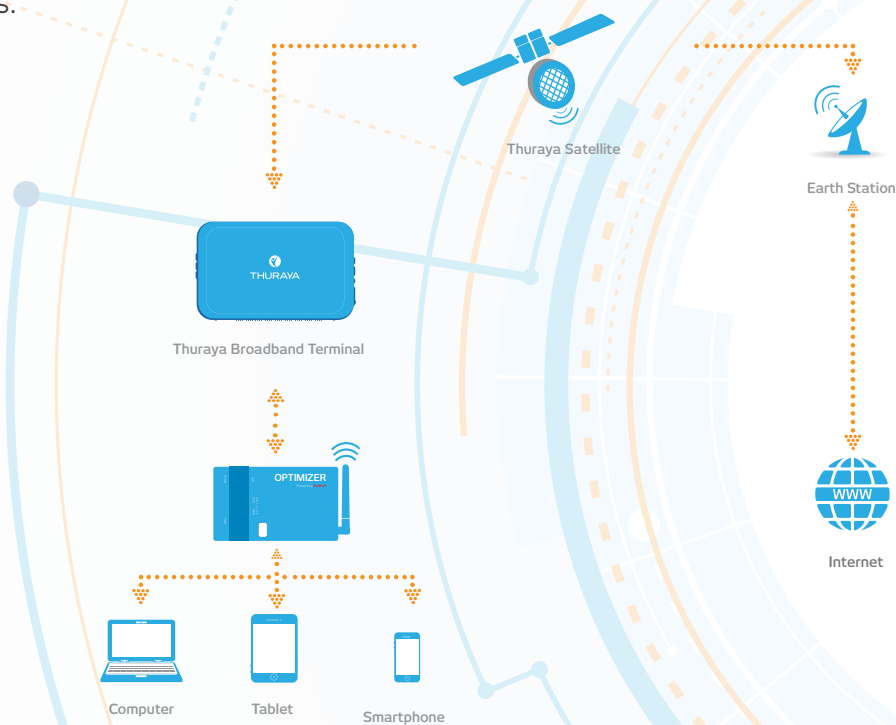 s.
Thuraya Satellite
Earth Station
THURAYA
Thuraya Broadband Terminal
OPTIMIZER
WWW
Internet
Computer
Tablet
Smartphone